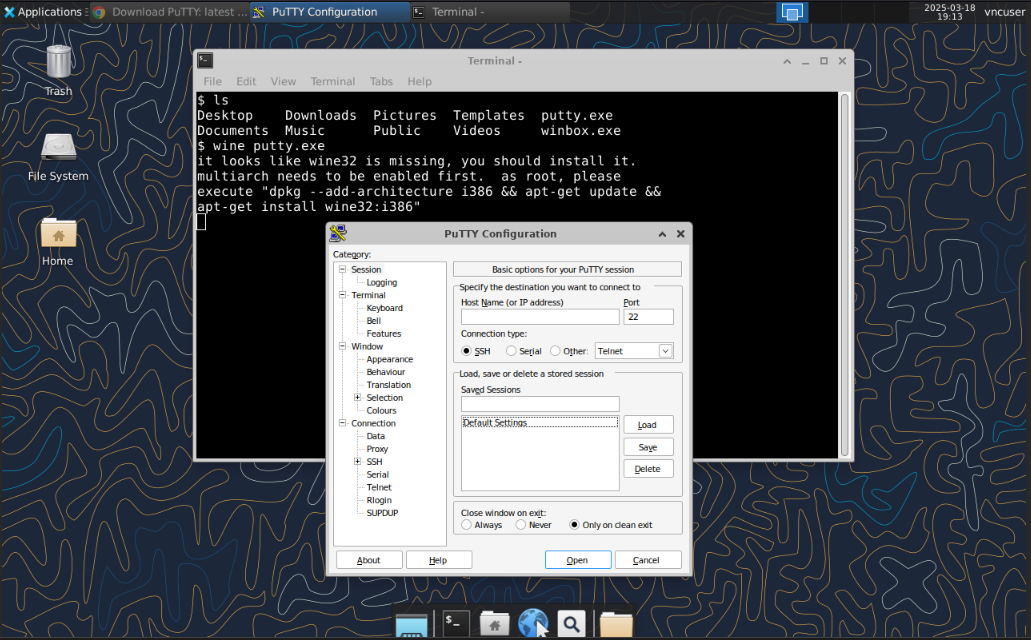 Applications
Download PuTTY: latest ...
PuTTY Configuration
Terminal -
2025-03-18
19:13
vncuser
Trash
File System
Home
Terminal -
File Edit View Terminal Tabs Help
$ ls
Desktop    Downloads  Pictures  Templates  putty.exe
Documents  Music      Public    Videos     winbox.exe
$ wine putty.exe
it looks like wine32 is missing, you should install it.
multiarch needs to be enabled first.  as root, please
execute "dpkg --add-architecture i386 && apt-get update &&
apt-get install wine32:i386"
PuTTY Configuration
Category:
Session
Logging
Terminal
Keyboard
Bell
Features
Window
Appearance
Behaviour
Translation
Selection
Colours
Connection
Data
Proxy
SSH
Serial
Telnet
Rlogin
SUPDUP
Basic options for your PuTTY session
Specify the destination you want to connect to
Host Name (or IP address) Port
22
Connection type:
SSH Serial Other: Telnet
Load, save or delete a stored session
Saved Sessions
Default Settings
Load
Save
Delete
Close window on exit:
Always Never Only on clean exit
About Help Open Cancel